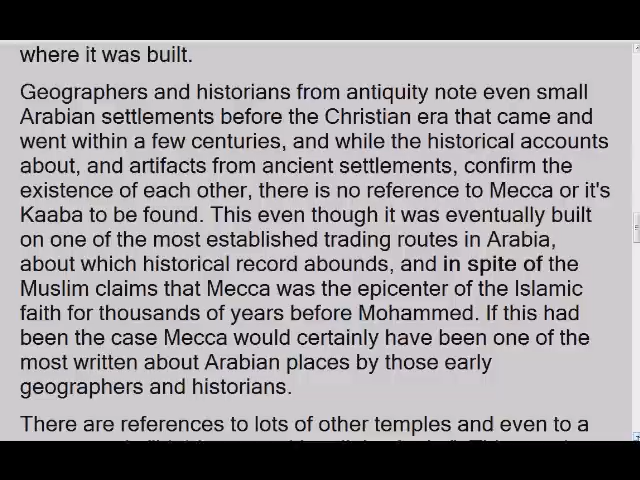 where it was built.
Geographers and historians from antiquity note even small
Arabian settlements before the Christian era that came and
went within a few centuries, and while the historical accounts
about, and artifacts from ancient settlements, confirm the
existence of each other, there is no reference to Mecca or it's
Kaaba to be found. This even though it was eventually built
on one of the most established trading routes in Arabia,
about which historical record abounds, and in spite of the
Muslim claims that Mecca was the epicenter of the Islamic
faith for thousands of years before Mohammed. If this had
been the case Mecca would certainly have been one of the
most written about Arabian places by those early
geographers and historians.
There are references to lots of other temples and even to a